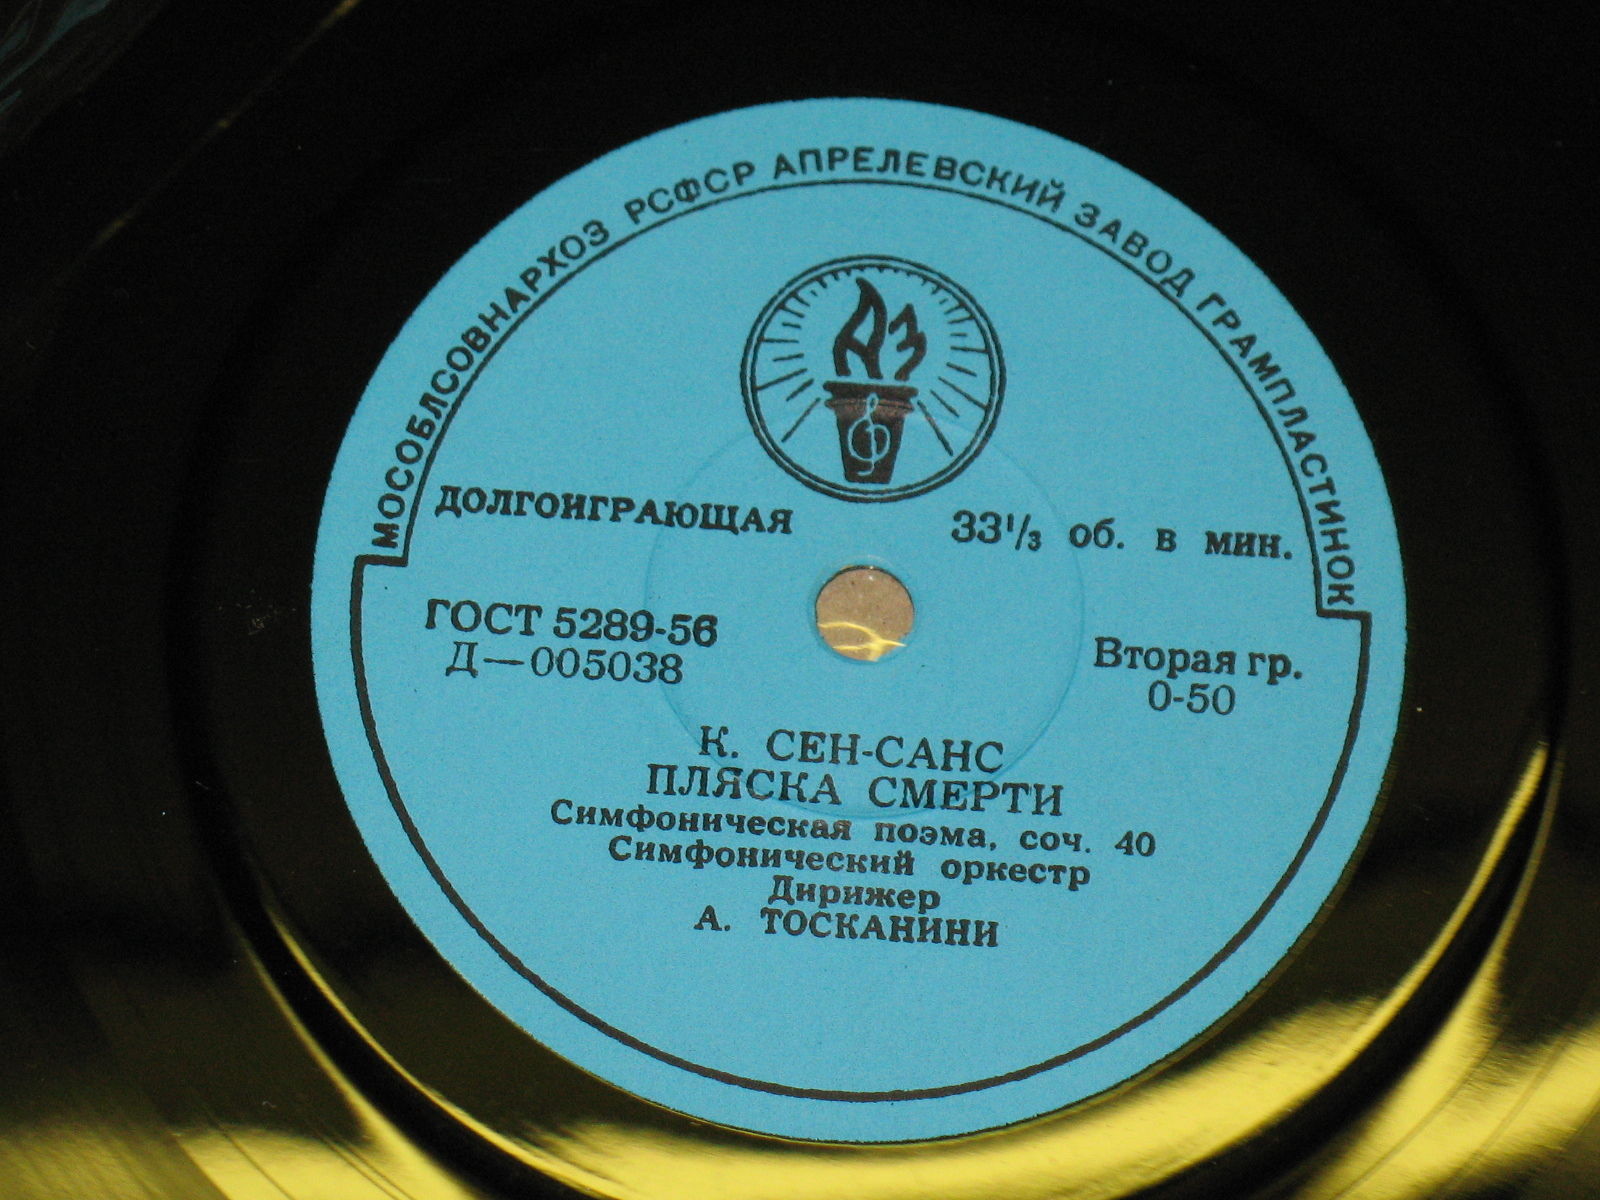 МОСОБЛСОВНАРХОЗ РСФСР АПРЕЛЕВСКИЙ ЗАВОД ГРАМПЛАСТИНОК
АЗ
ДОЛГОИГРАЮЩАЯ 33⅓ об. в мин.
ГОСТ 5289-56
Д—005038
Вторая гр.
0-50
К. СЕН-САНС
ПЛЯСКА СМЕРТИ
Симфоническая поэма, соч. 40
Симфонический оркестр
Дирижер
А. ТОСКАНИНИ